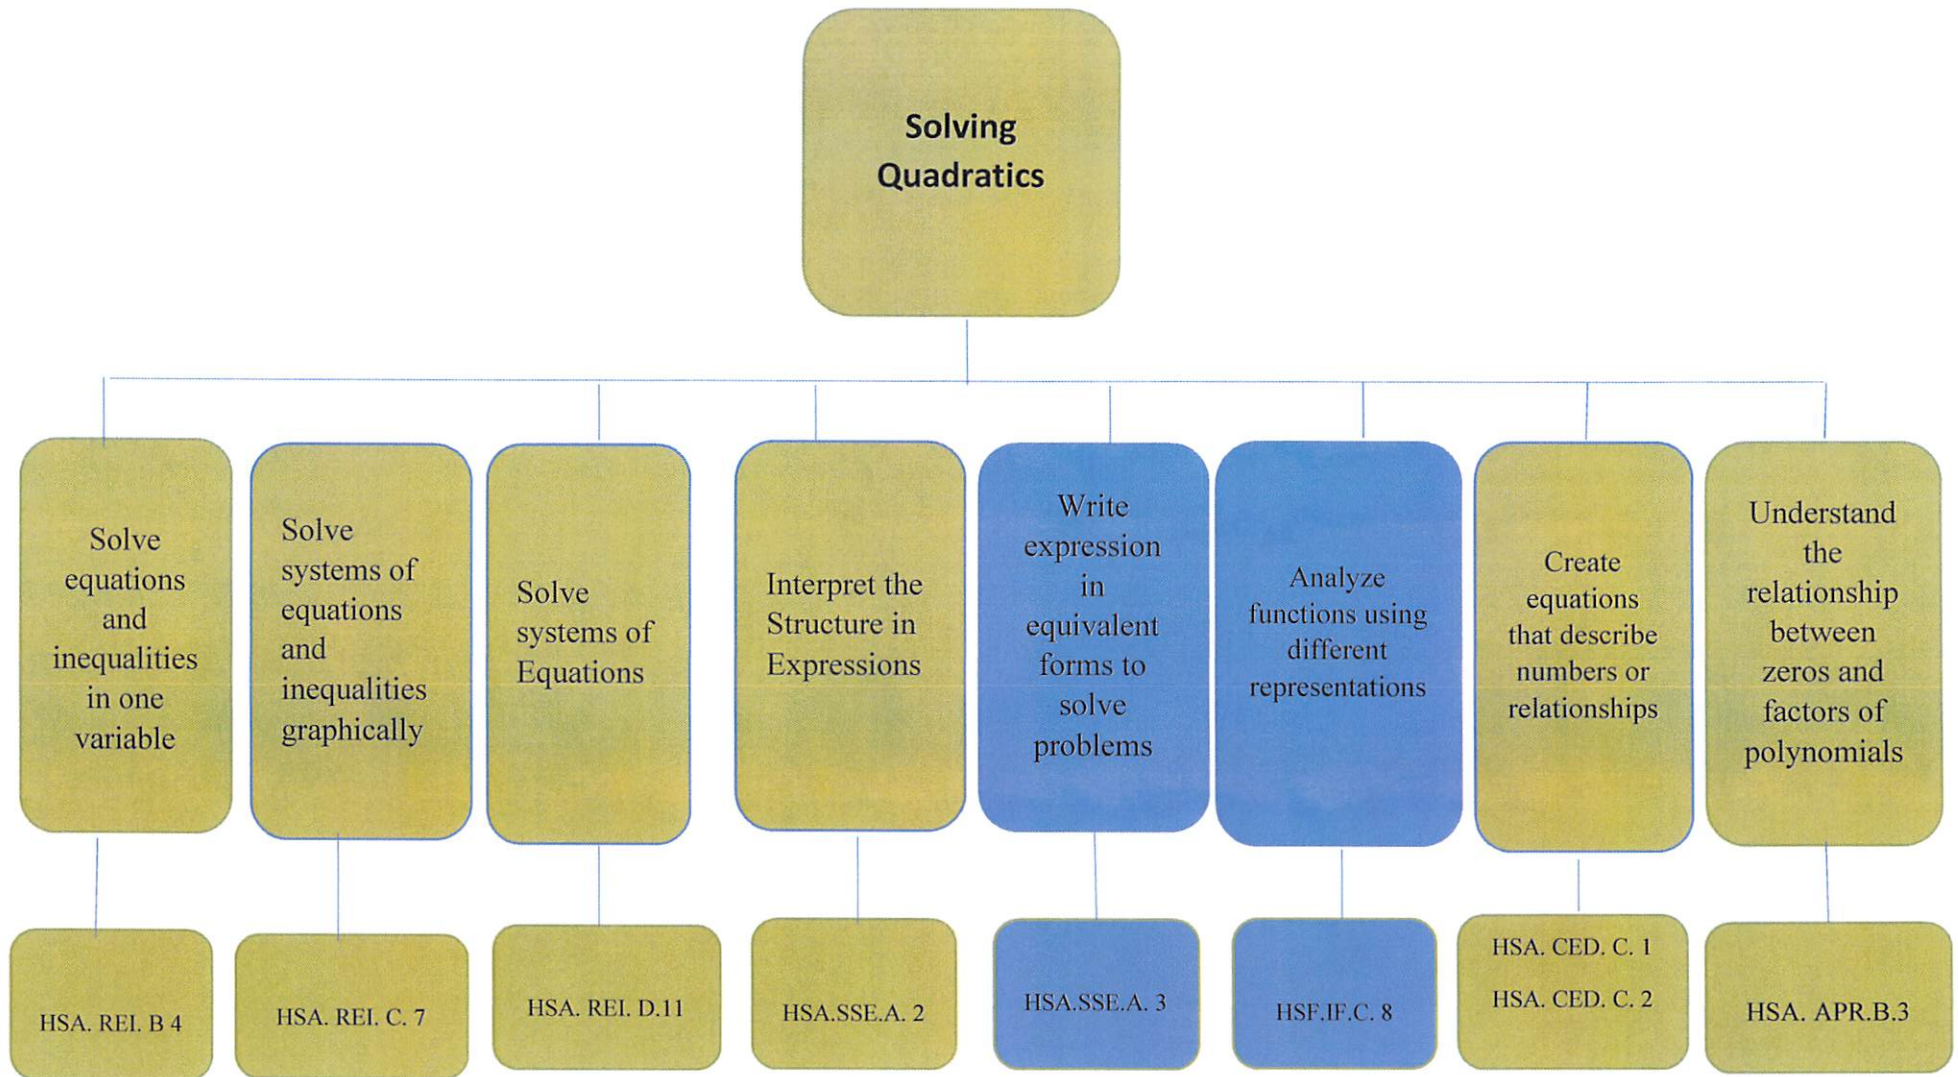 Solving
Quadratics
Solve
equations
and
inequalities
in one
variable
Solve
systems of
equations
and
inequalities
graphically
Solve
systems of
Equations
Interpret the
Structure in
Expressions
Write
expression
in
equivalent
forms to
solve
problems
Analyze
functions using
different
representations
Create
equations
that describe
numbers or
relationships
Understand
the
relationship
between
zeros and
factors of
polynomials
HSA. REI. B 4
HSA. REI. C. 7
HSA. REI. D.11
HSA.SSE.A. 2
HSA.SSE.A. 3
HSF.IF.C. 8
HSA. CED. C. 1
HSA. CED. C. 2
HSA. APR.B.3